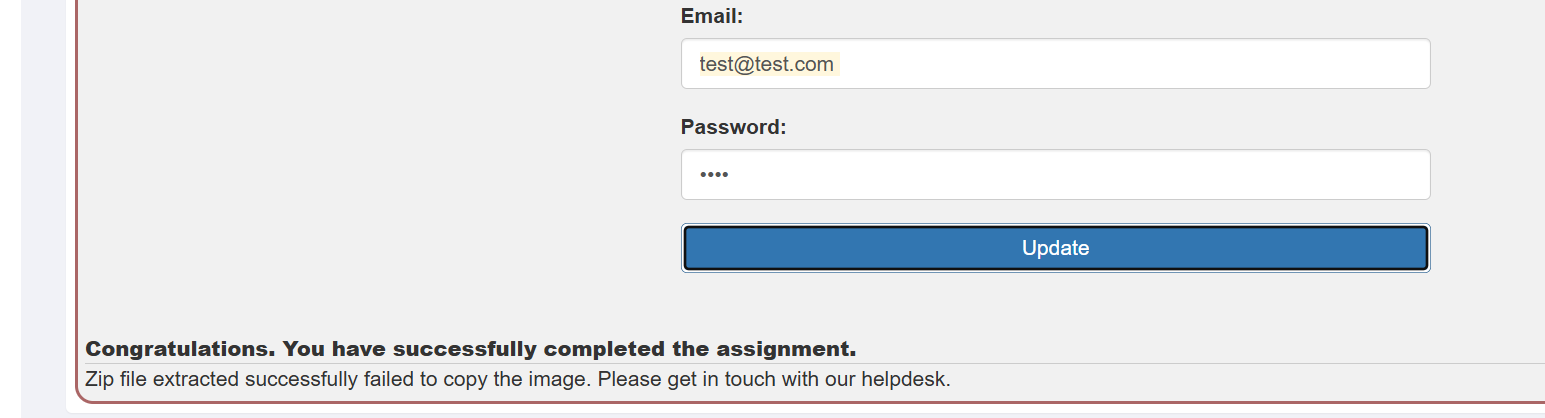 Email:
test@test.com
Password:
••••
Update
Congratulations. You have successfully completed the assignment.
Zip file extracted successfully failed to copy the image. Please get in touch with our helpdesk.